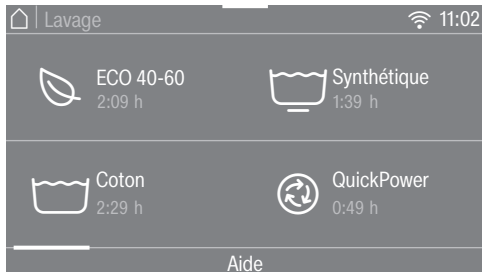 Lavage 11:02
ECO 40-60 Synthétique
2:09 h 1:39 h
Coton QuickPower
2:29 h 0:49 h
Aide